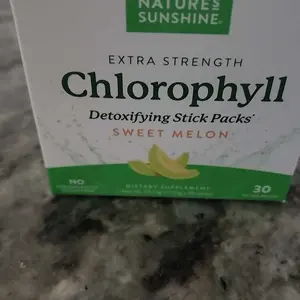 NATURE'S
SUNSHINE
EXTRA STRENGTH
Chlorophyll
Detoxifying Stick Packs*
SWEET MELON
DIETARY SUPPLEMENT
NO
30